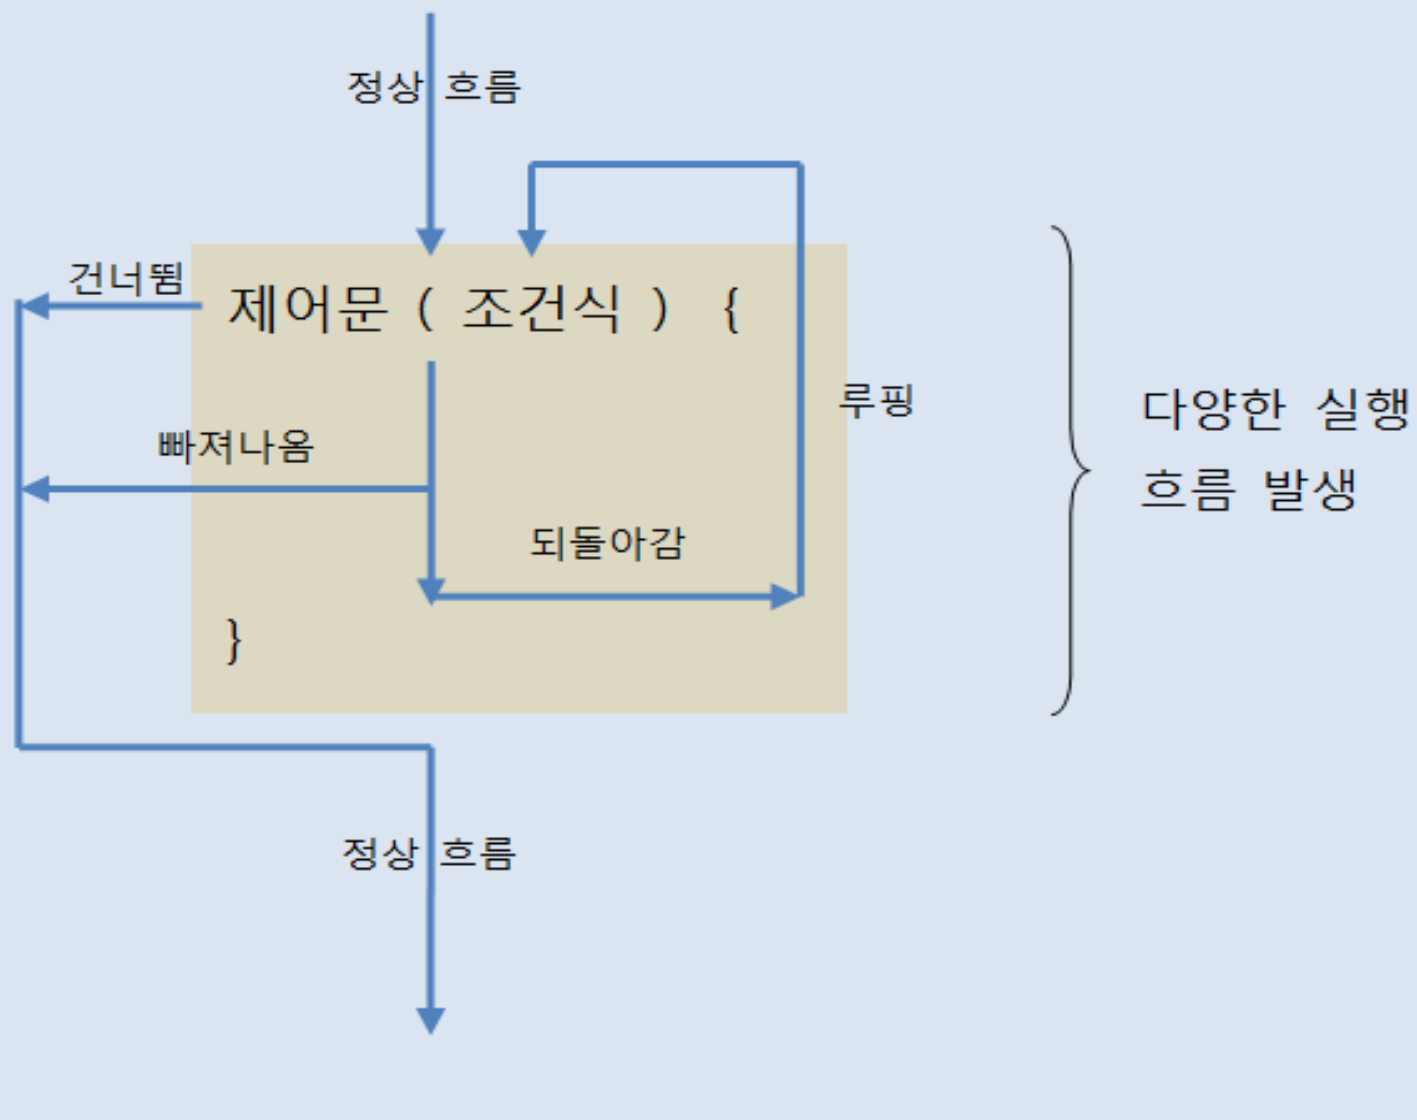 정상 흐름
건너뜀
제어문 ( 조건식 ) {
루핑
다양한 실행
빠져나옴
흐름 발생
되돌아감
}
정상 흐름